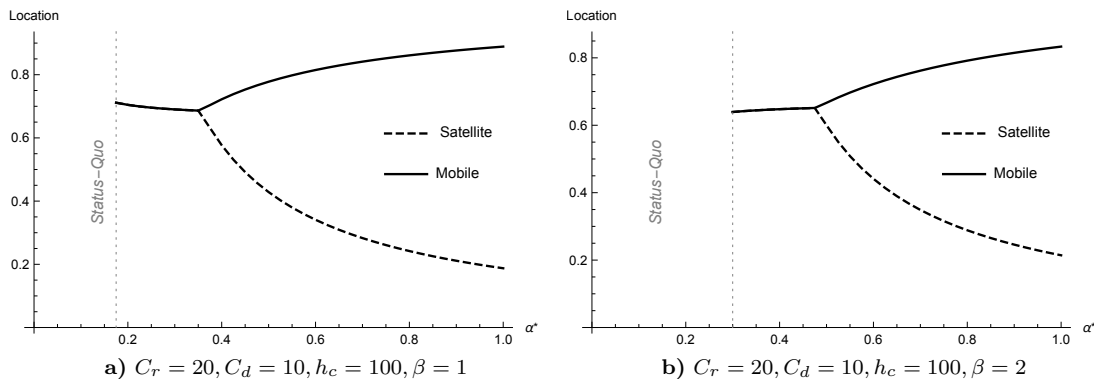 Location
0.8
0.6
0.4
0.2
Status-Quo
Satellite
Mobile
0.2 0.4 0.6 0.8 1.0 α*
a) C_r = 20, C_d = 10, h_c = 100, β = 1
Location
0.8
0.6
0.4
0.2
Status-Quo
Satellite
Mobile
0.2 0.4 0.6 0.8 1.0 α*
b) C_r = 20, C_d = 10, h_c = 100, β = 2